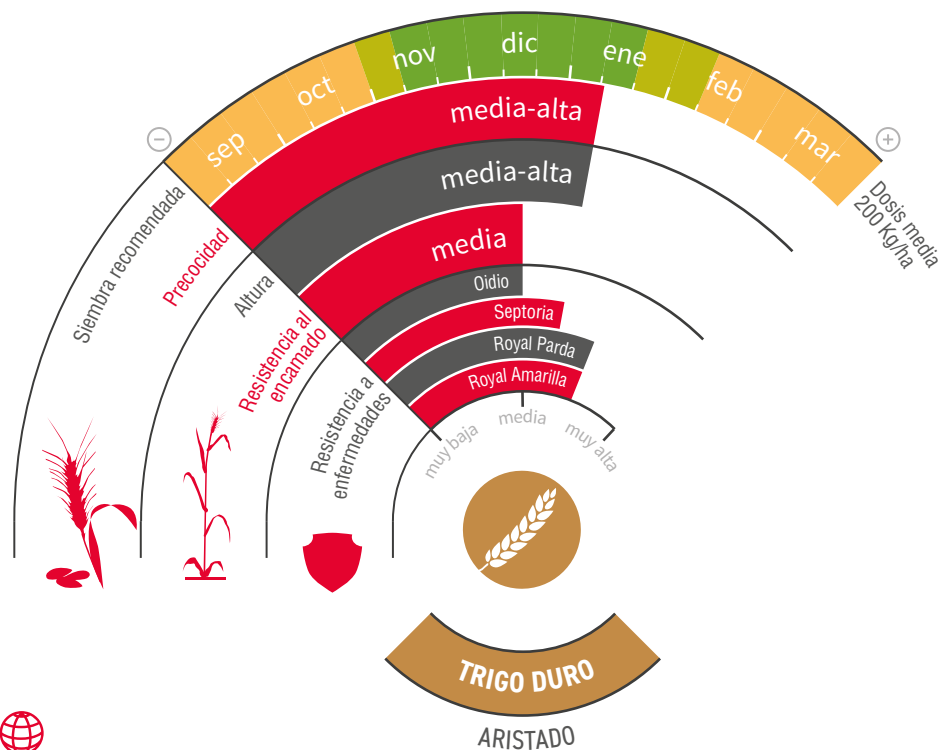 sep
oct
nov
dic
ene
feb
mar
−
+
Siembra recomendada
Dosis media
200 Kg/ha
Precocidad
media-alta
Altura
media-alta
Resistencia al
encamado
media
Resistencia a
enfermedades
Oidio
Septoria
Royal Parda
Royal Amarilla
muy baja
media
muy alta
TRIGO DURO
ARISTADO